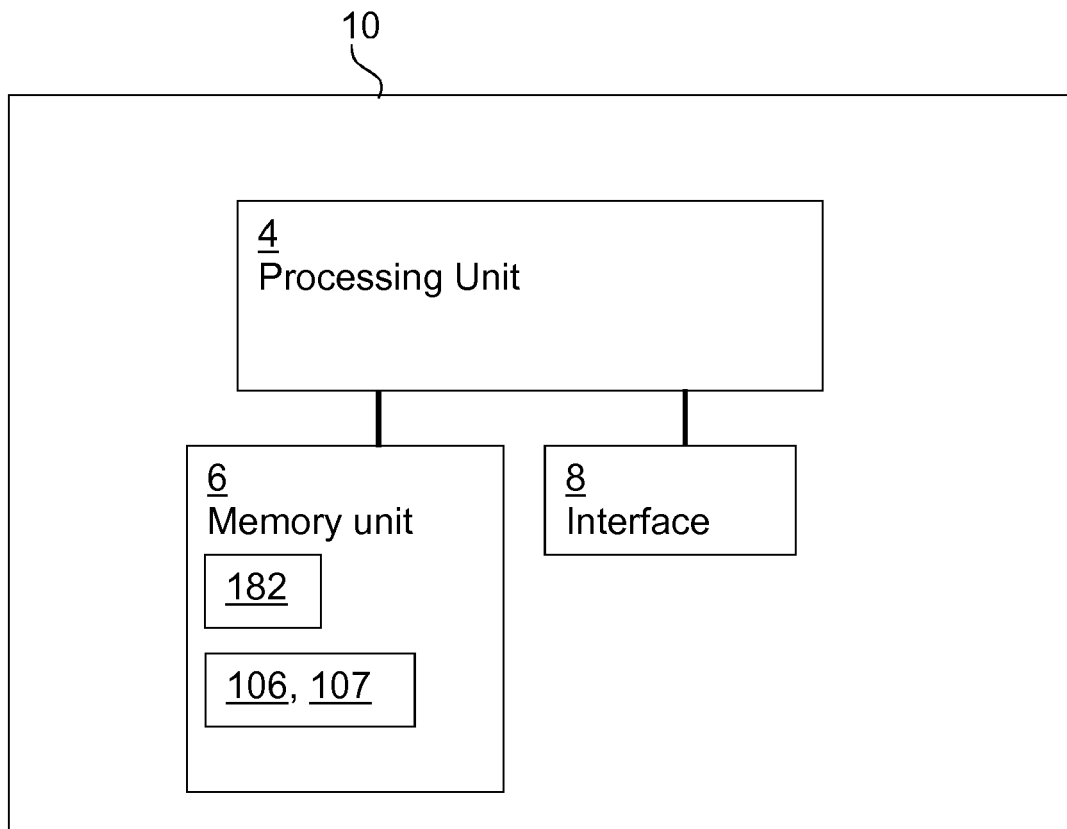 10
4
Processing Unit
6
Memory unit
8
Interface
182
106, 107